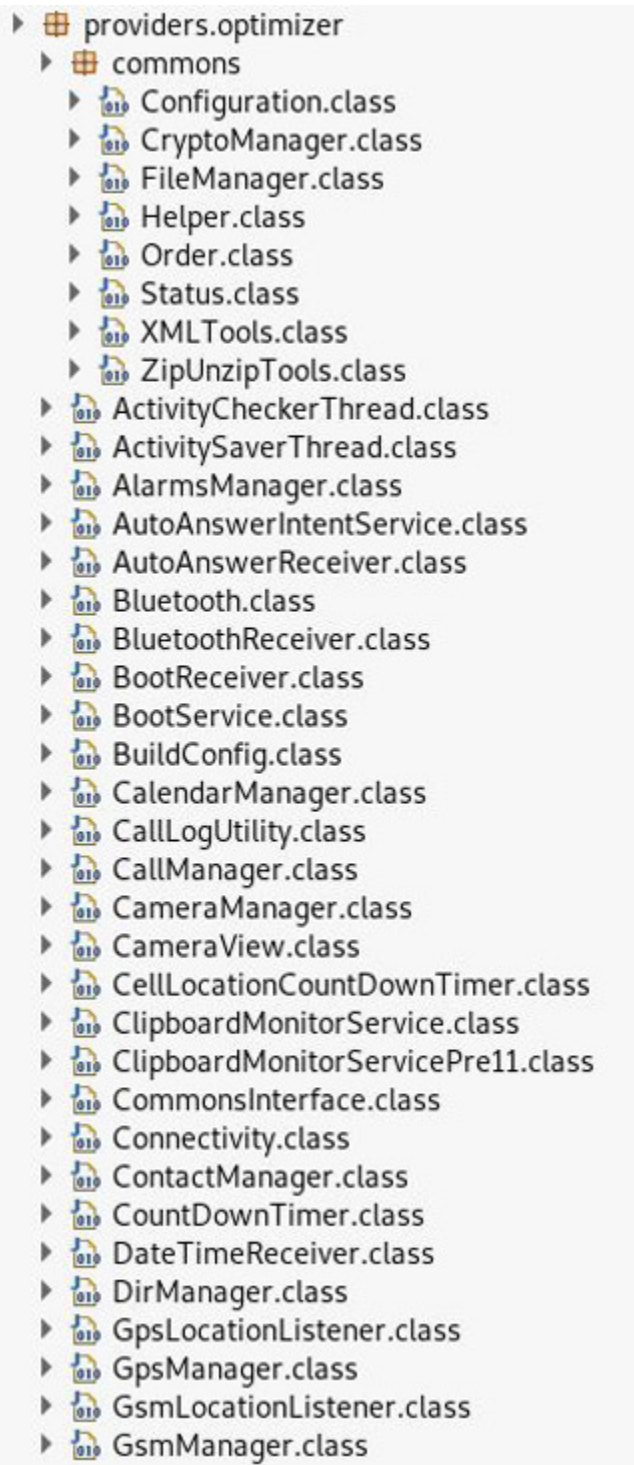 providers.optimizer
commons
Configuration.class
CryptoManager.class
FileManager.class
Helper.class
Order.class
Status.class
XMLTools.class
ZipUnzipTools.class
ActivityCheckerThread.class
ActivitySaverThread.class
AlarmsManager.class
AutoAnswerIntentService.class
AutoAnswerReceiver.class
Bluetooth.class
BluetoothReceiver.class
BootReceiver.class
BootService.class
BuildConfig.class
CalendarManager.class
CallLogUtility.class
CallManager.class
CameraManager.class
CameraView.class
CellLocationCountDownTimer.class
ClipboardMonitorService.class
ClipboardMonitorServicePre11.class
CommonsInterface.class
Connectivity.class
ContactManager.class
CountDownTimer.class
DateTimeReceiver.class
DirManager.class
GpsLocationListener.class
GpsManager.class
GsmLocationListener.class
GsmManager.class